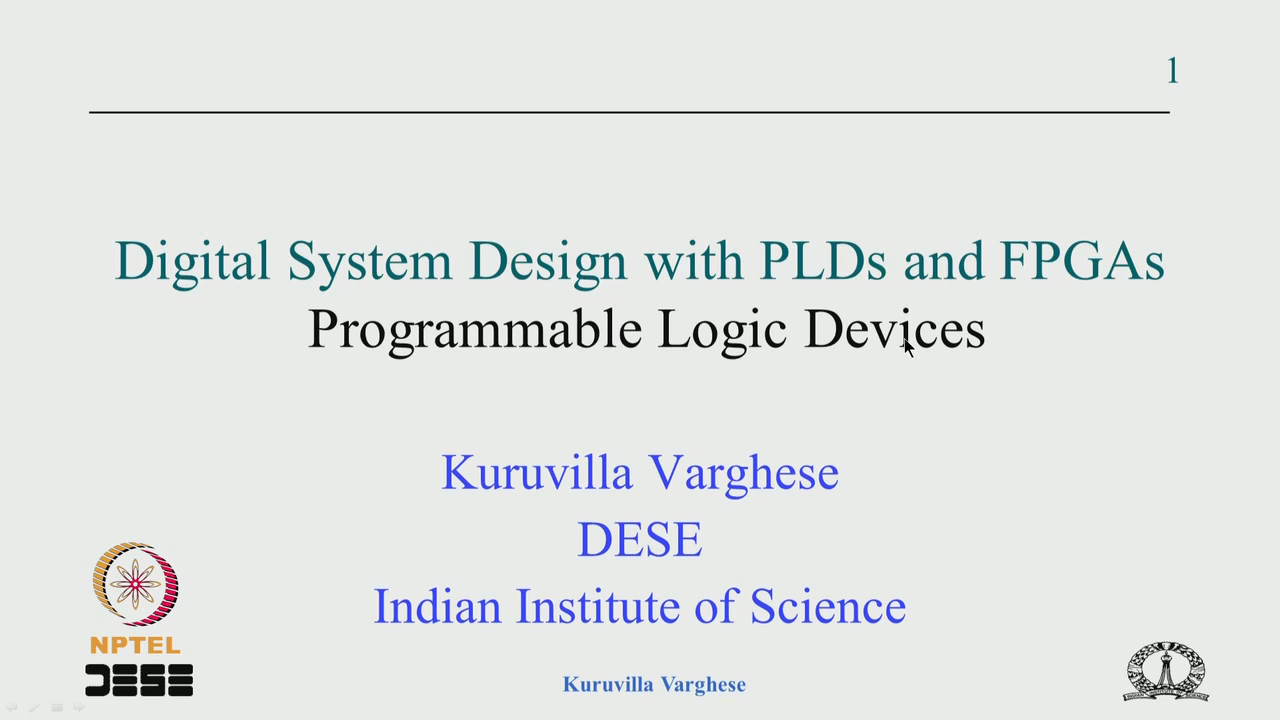 1
Digital System Design with PLDs and FPGAs
Programmable Logic Devices
Kuruvilla Varghese
DESE
Indian Institute of Science
NPTEL
DESE
Kuruvilla Varghese